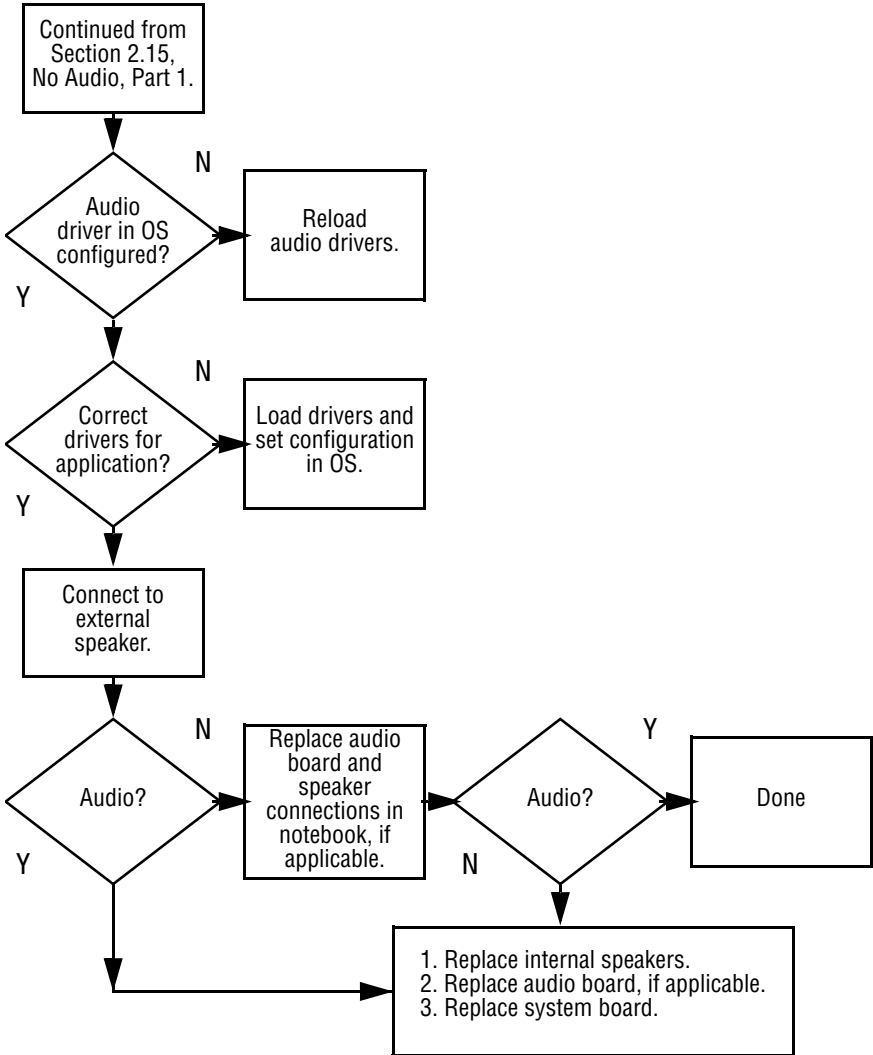 Continued from
Section 2.15,
No Audio, Part 1.
N
Audio
driver in OS
configured?
Reload
audio drivers.
Y
N
Correct
drivers for
application?
Load drivers and
set configuration
in OS.
Y
Connect to
external
speaker.
N
Audio?
Replace audio
board and
speaker
connections in
notebook, if
applicable.
Y
Audio?
Y
Done
N
1. Replace internal speakers.
2. Replace audio board, if applicable.
3. Replace system board.